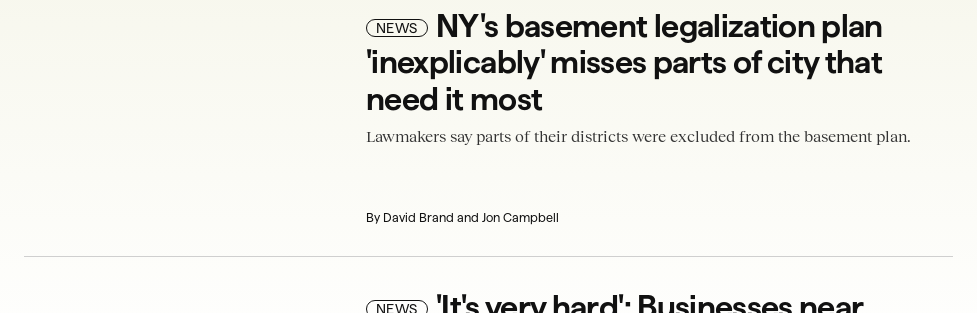 NEWS NY's basement legalization plan
'inexplicably' misses parts of city that
need it most
Lawmakers say parts of their districts were excluded from the basement plan.
By David Brand and Jon Campbell
NEWS 'It's very hard': Businesses near